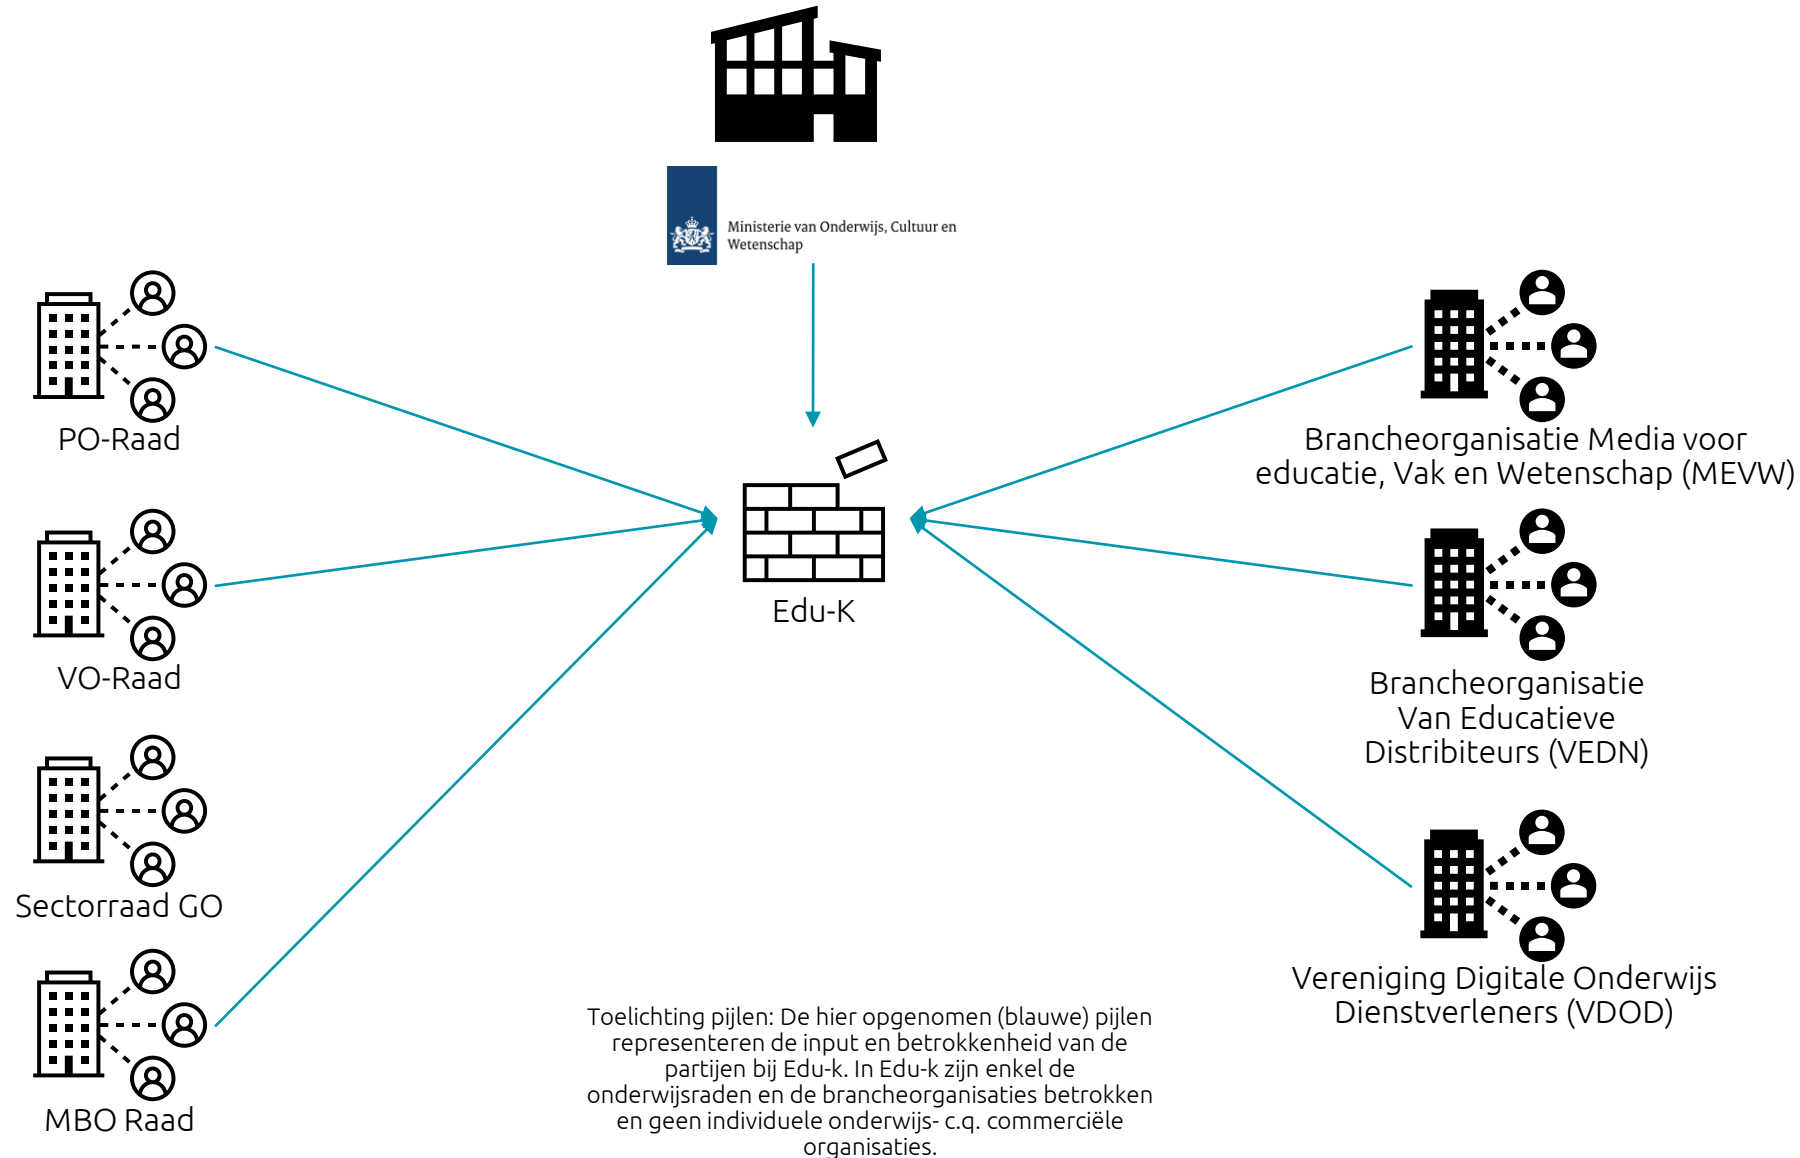 Ministerie van Onderwijs, Cultuur en
Wetenschap
PO-Raad
VO-Raad
Sectorraad GO
MBO Raad
Edu-K
Brancheorganisatie Media voor
educatie, Vak en Wetenschap (MEVW)
Brancheorganisatie
Van Educatieve
Distribiteurs (VEDN)
Vereniging Digitale Onderwijs
Dienstverleners (VDOD)
Toelichting pijlen: De hier opgenomen (blauwe) pijlen
representeren de input en betrokkenheid van de
partijen bij Edu-k. In Edu-k zijn enkel de
onderwijsraden en de brancheorganisaties betrokken
en geen individuele onderwijs- c.q. commerciële
organisaties.